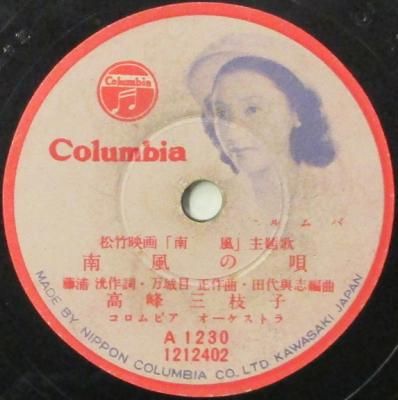 Columbia
Columbia
ルムバ
松竹映画「南 風」主題歌
南風の唄
藤浦 洸作詞・万城目 正作曲・田代與志編曲
高峰三枝子
コロムビア オーケストラ
A 1230
1212402
MADE BY NIPPON COLUMBIA CO. LTD KAWASAKI JAPAN